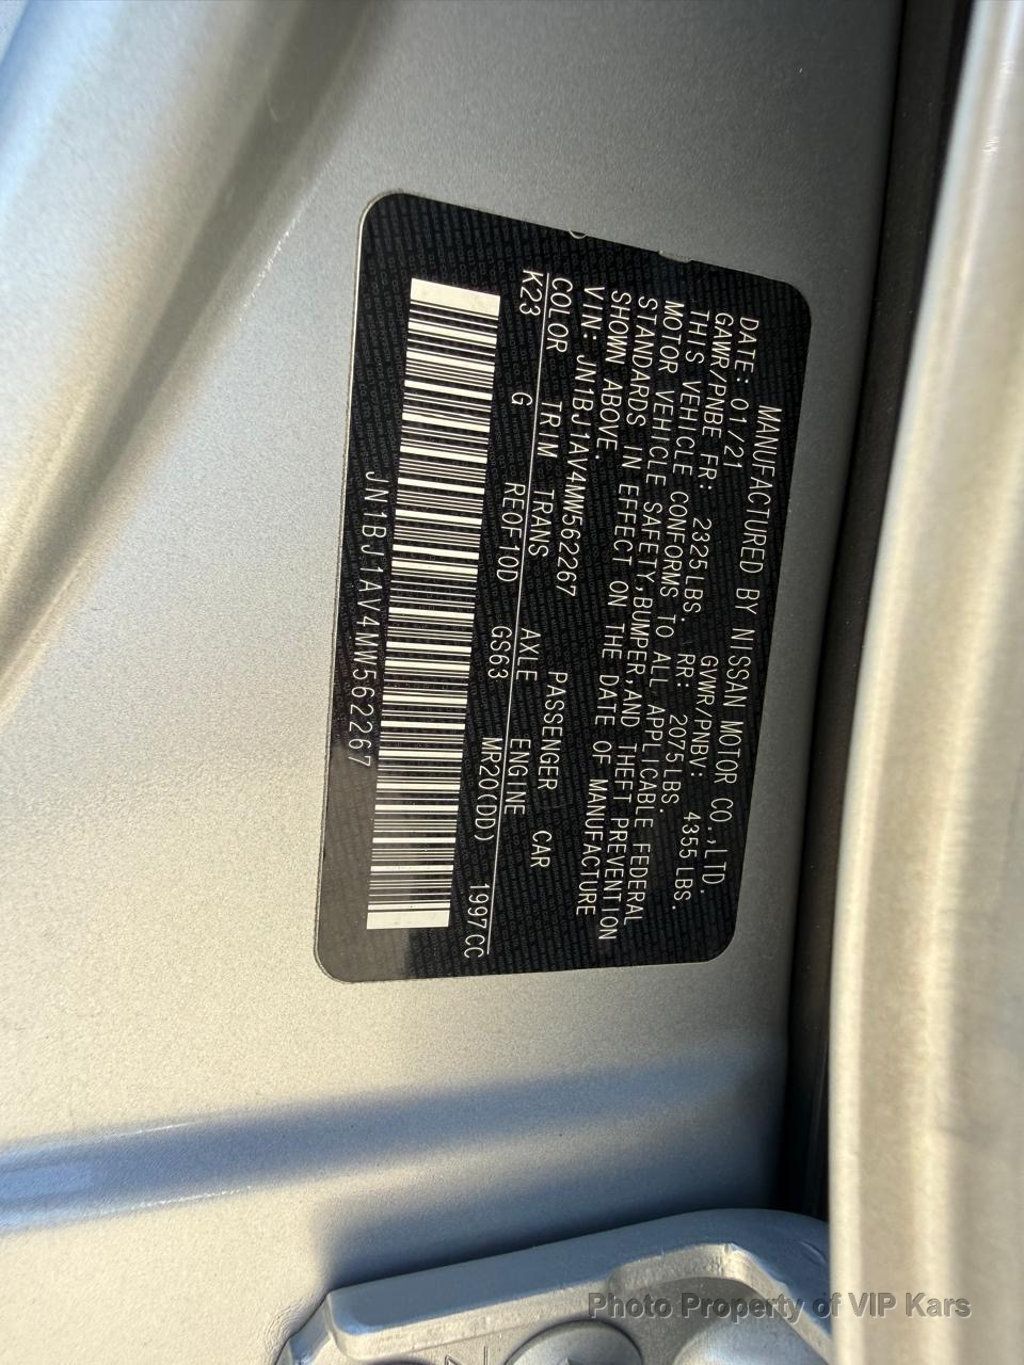 MANUFACTURED BY NISSAN MOTOR CO.,LTD.
DATE: 01/21 GVWR/PNBV: 4355 LBS.
GAWR/PNBE FR: 2325LBS. RR: 2075LBS.
THIS VEHICLE CONFORMS TO ALL APPLICABLE FEDERAL
MOTOR VEHICLE SAFETY,BUMPER,AND THEFT PREVENTION
STANDARDS IN EFFECT ON THE DATE OF MANUFACTURE
SHOWN ABOVE.
VIN: JN1BJ1AV4MW562267 PASSENGER CAR
COLOR TRIM TRANS AXLE ENGINE
K23 G RE0F10D GS63 MR20(DD) 1997CC
JN1BJ1AV4MW562267
Photo Property of VIP Kars